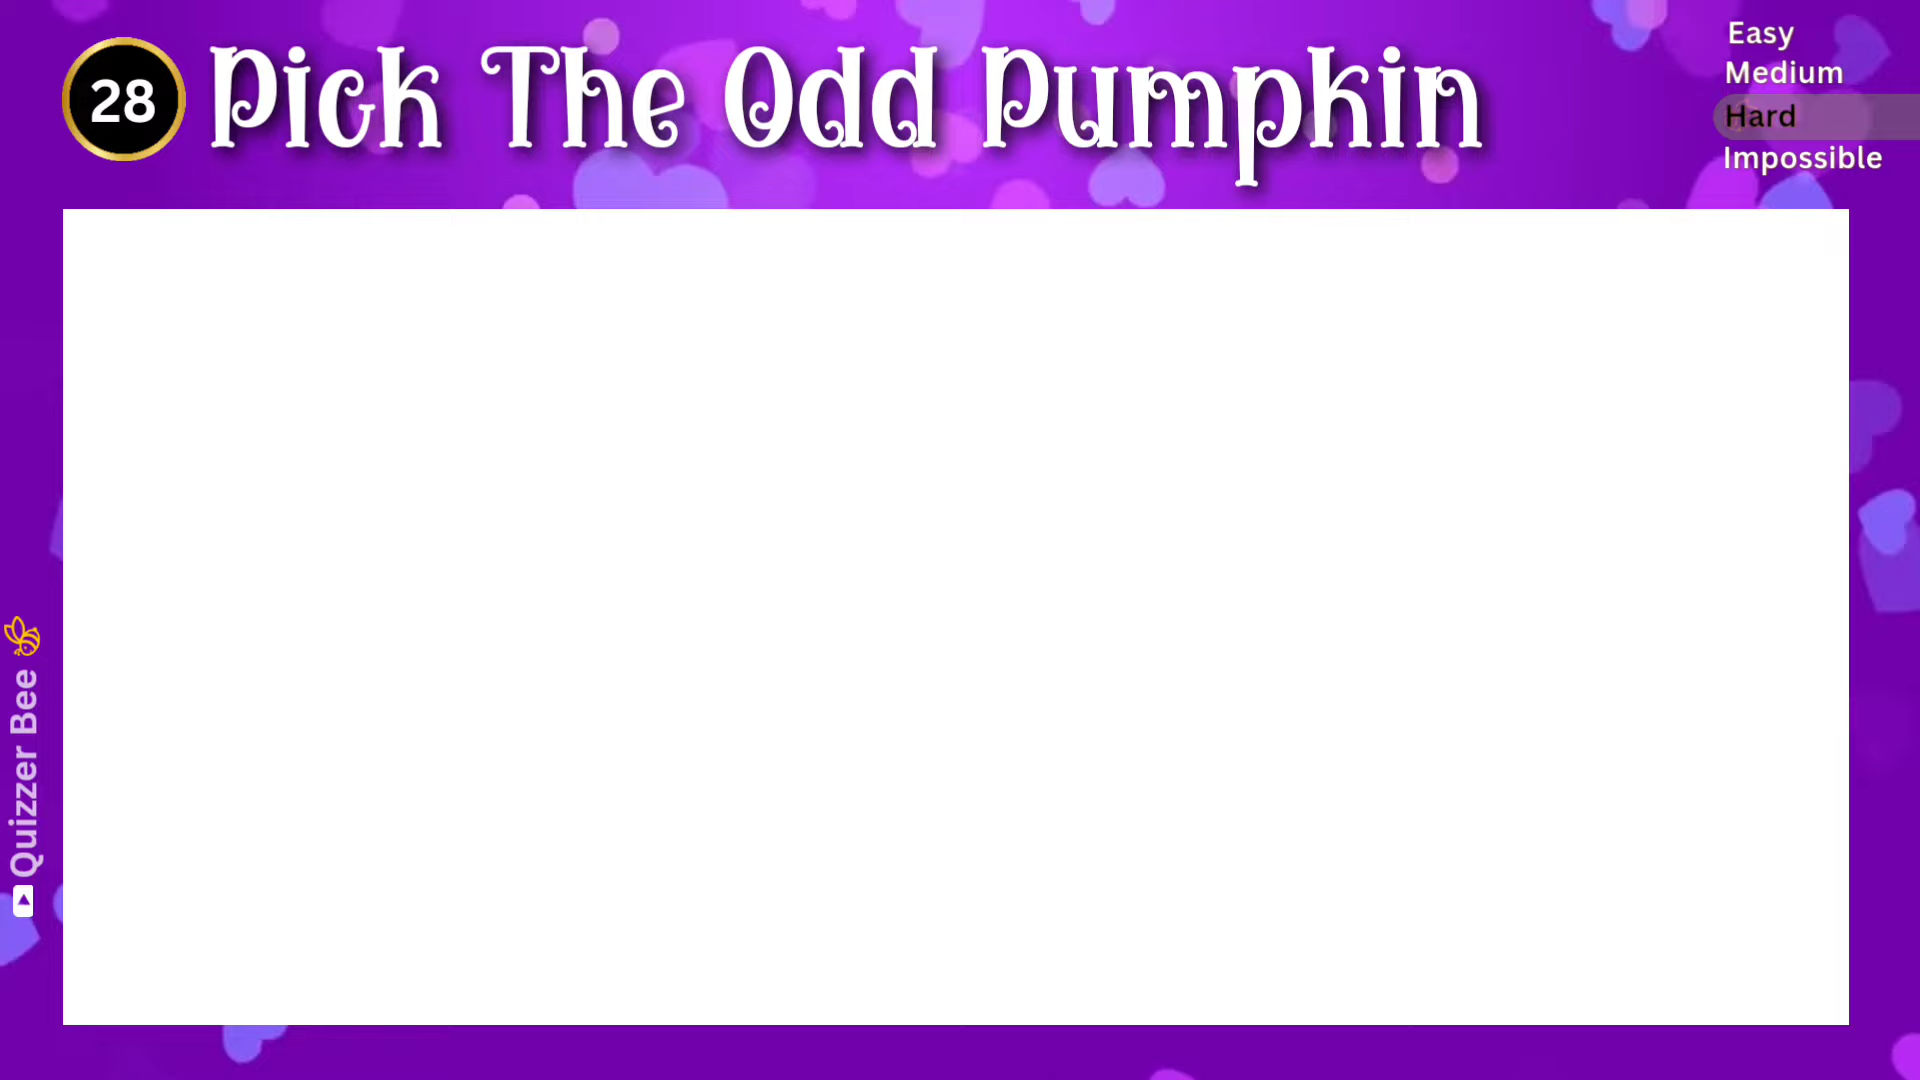 28
Pick The Odd Pumpkin
Easy
Medium
Hard
Impossible
Quizzer Bee